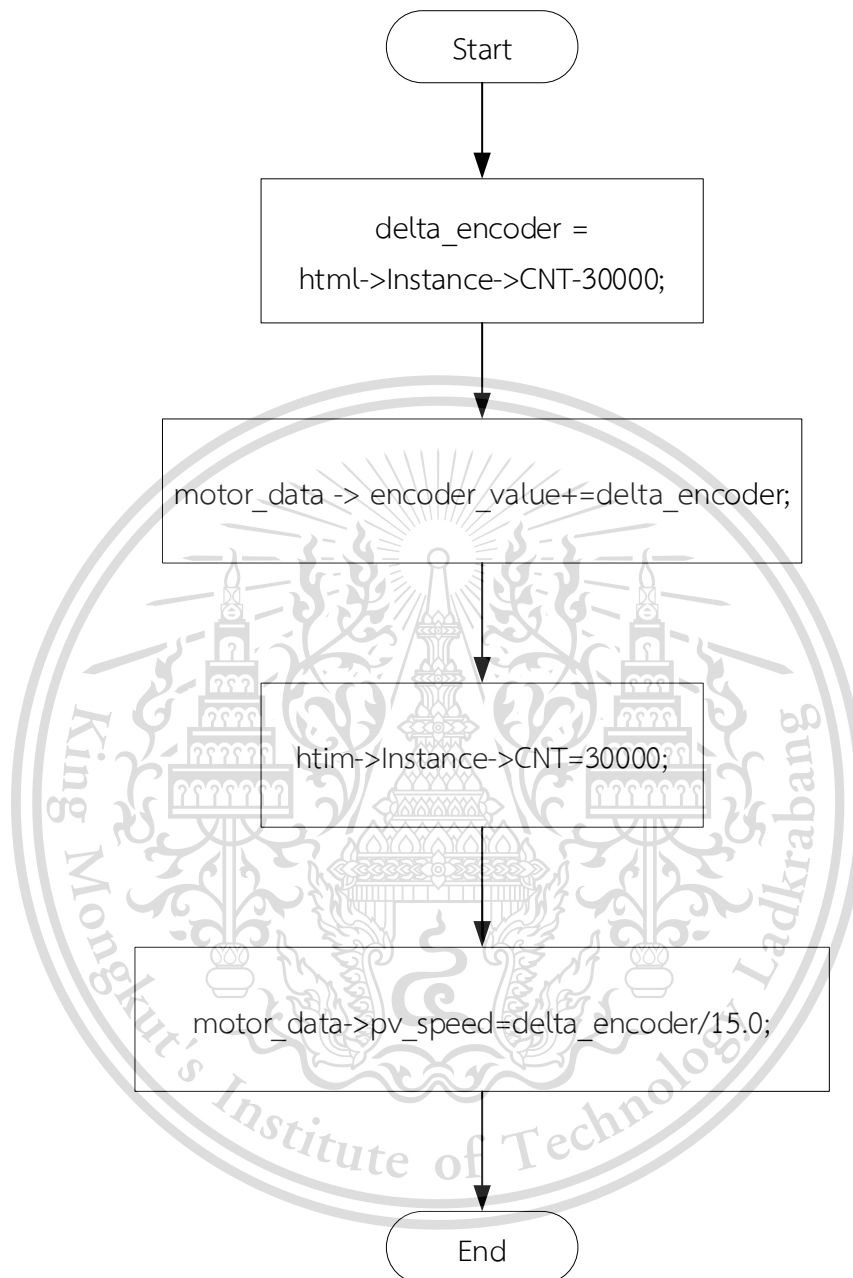 Start
delta_encoder =
html->Instance->CNT-30000;
motor_data -> encoder_value+=delta_encoder;
htim->Instance->CNT=30000;
motor_data->pv_speed=delta_encoder/15.0;
End
King Mongkut's Institute of Technology Ladkrabang